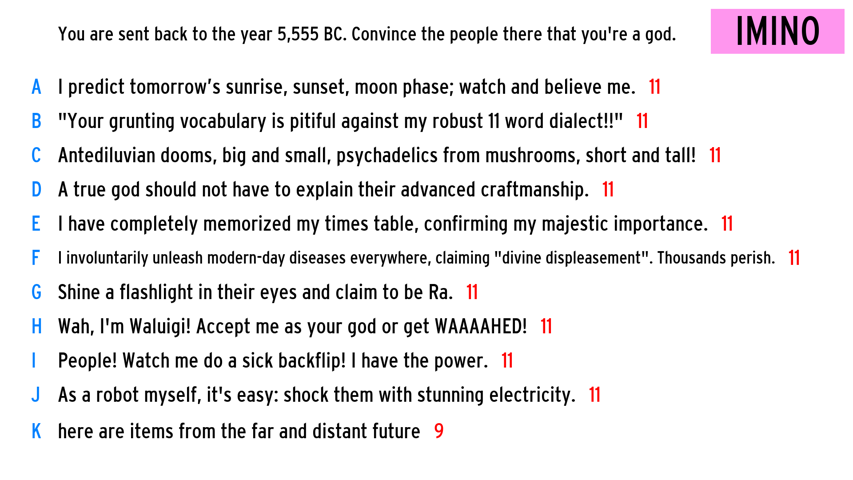 You are sent back to the year 5,555 BC. Convince the people there that you're a god.
IMINO
A I predict tomorrow's sunrise, sunset, moon phase; watch and believe me. 11
B "Your grunting vocabulary is pitiful against my robust 11 word dialect!!" 11
C Antediluvian dooms, big and small, psychadelics from mushrooms, short and tall! 11
D A true god should not have to explain their advanced craftmanship. 11
E I have completely memorized my times table, confirming my majestic importance. 11
F I involuntarily unleash modern-day diseases everywhere, claiming "divine displeasement". Thousands perish. 11
G Shine a flashlight in their eyes and claim to be Ra. 11
H Wah, I'm Waluigi! Accept me as your god or get WAAAAHED! 11
I People! Watch me do a sick backflip! I have the power. 11
J As a robot myself, it's easy: shock them with stunning electricity. 11
K here are items from the far and distant future 9